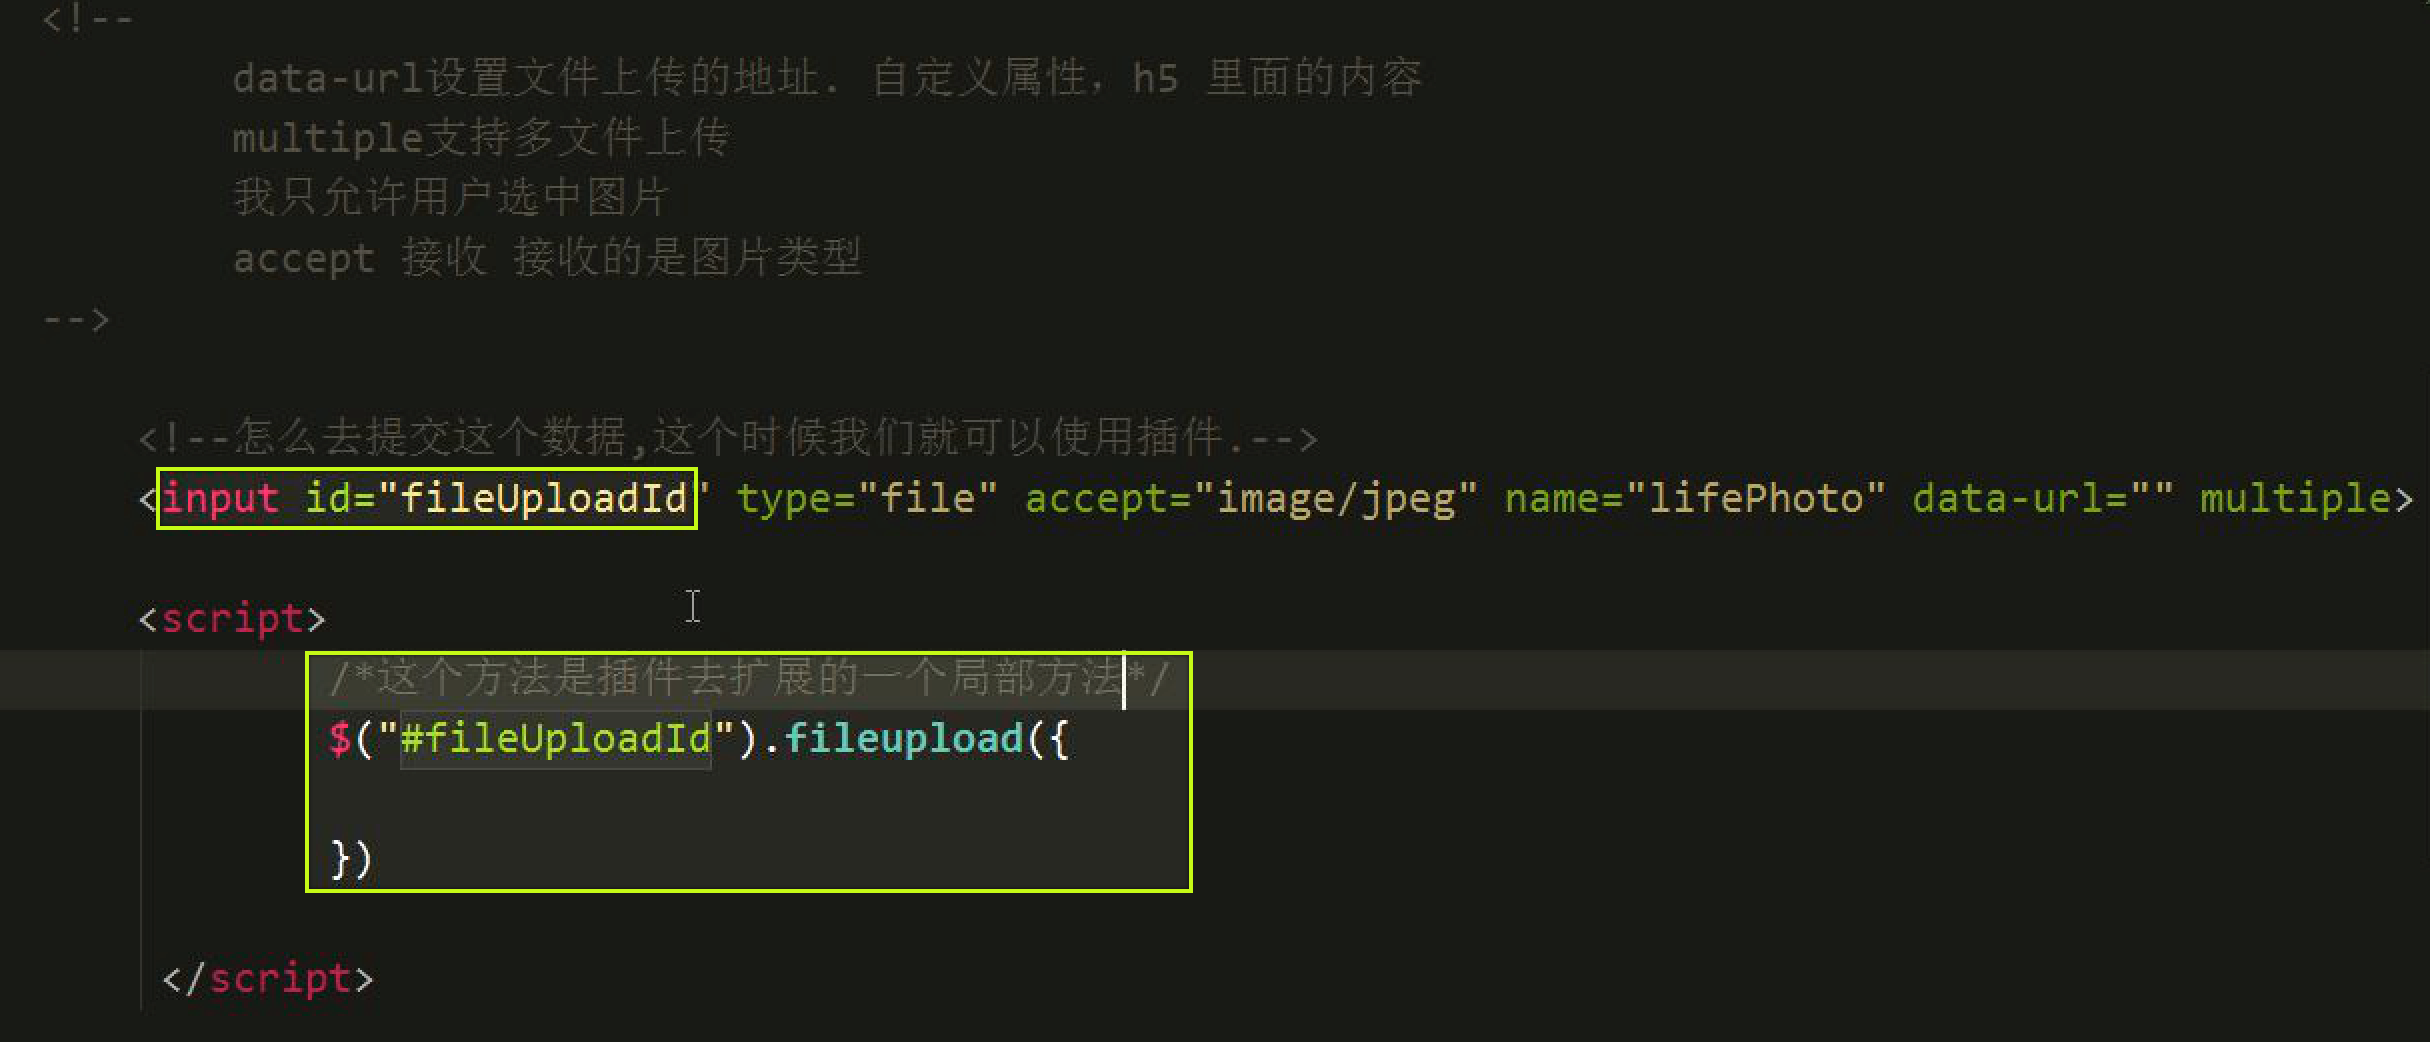 <!--
data-url设置文件上传的地址. 自定义属性，h5 里面的内容
multiple支持多文件上传
我只允许用户选中图片
accept 接收 接收的是图片类型
-->
<!--怎么去提交这个数据,这个时候我们就可以使用插件.-->
<input id="fileUploadId" type="file" accept="image/jpeg" name="lifePhoto" data-url="" multiple>
<script>
/*这个方法是插件去扩展的一个局部方法*/
$("#fileUploadId").fileupload({
})
</script>